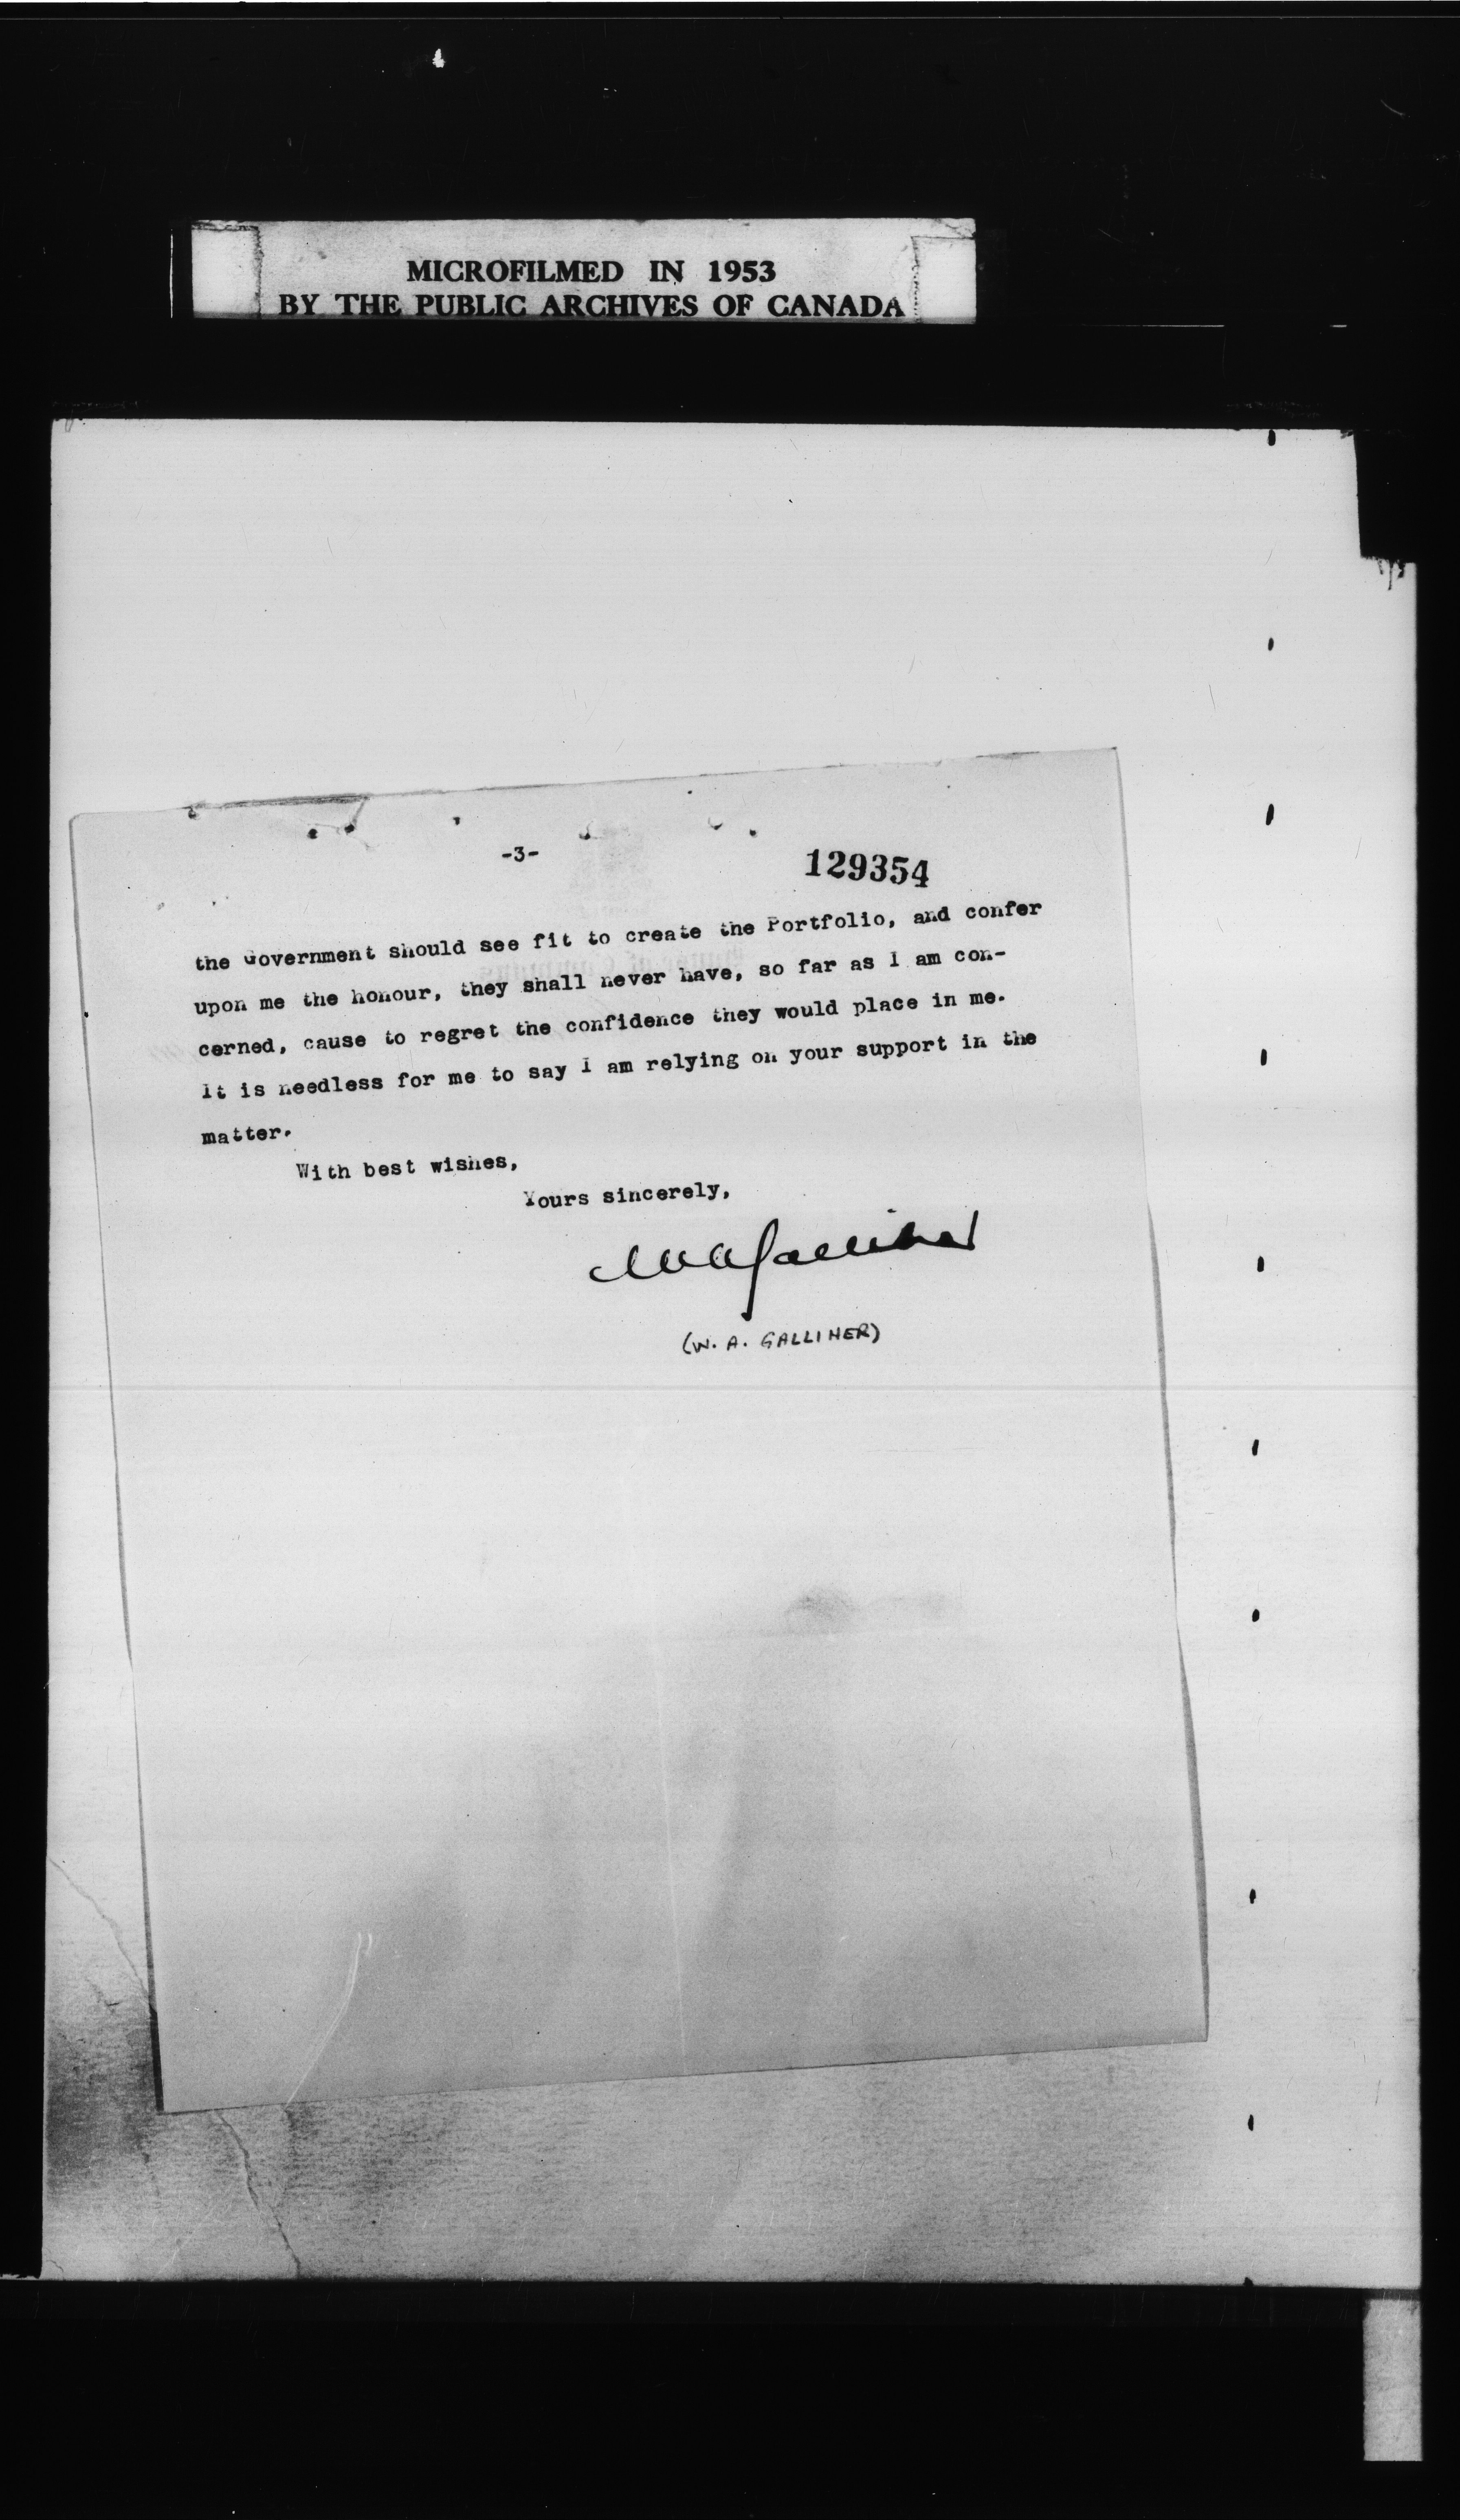 MICROFILMED IN 1953
BY THE PUBLIC ARCHIVES OF CANADA
-3-
129354
the Government should see fit to create the Portfolio, and confer
upon me the honour, they shall never have, so far as I am con-
cerned, cause to regret the confidence they would place in me.
It is needless for me to say I am relying on your support in the
matter.
With best wishes,
Yours sincerely,
W A Galliher
(W. A. GALLIHER)